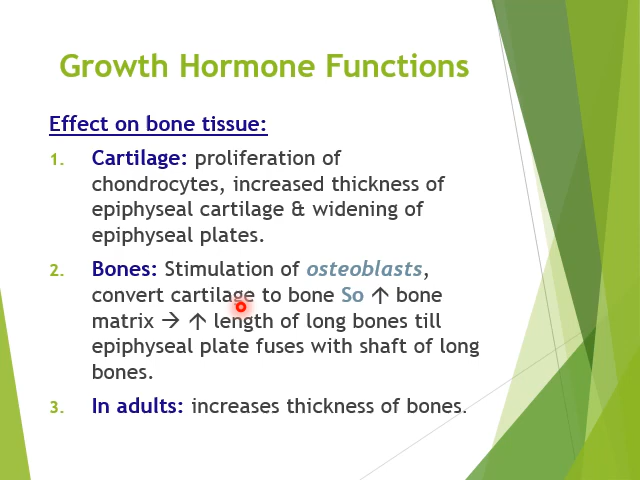 Growth Hormone Functions
Effect on bone tissue:
1. Cartilage: proliferation of
chondrocytes, increased thickness of
epiphyseal cartilage & widening of
epiphyseal plates.
2. Bones: Stimulation of osteoblasts,
convert cartilage to bone So ↑ bone
matrix → ↑ length of long bones till
epiphyseal plate fuses with shaft of long
bones.
3. In adults: increases thickness of bones.